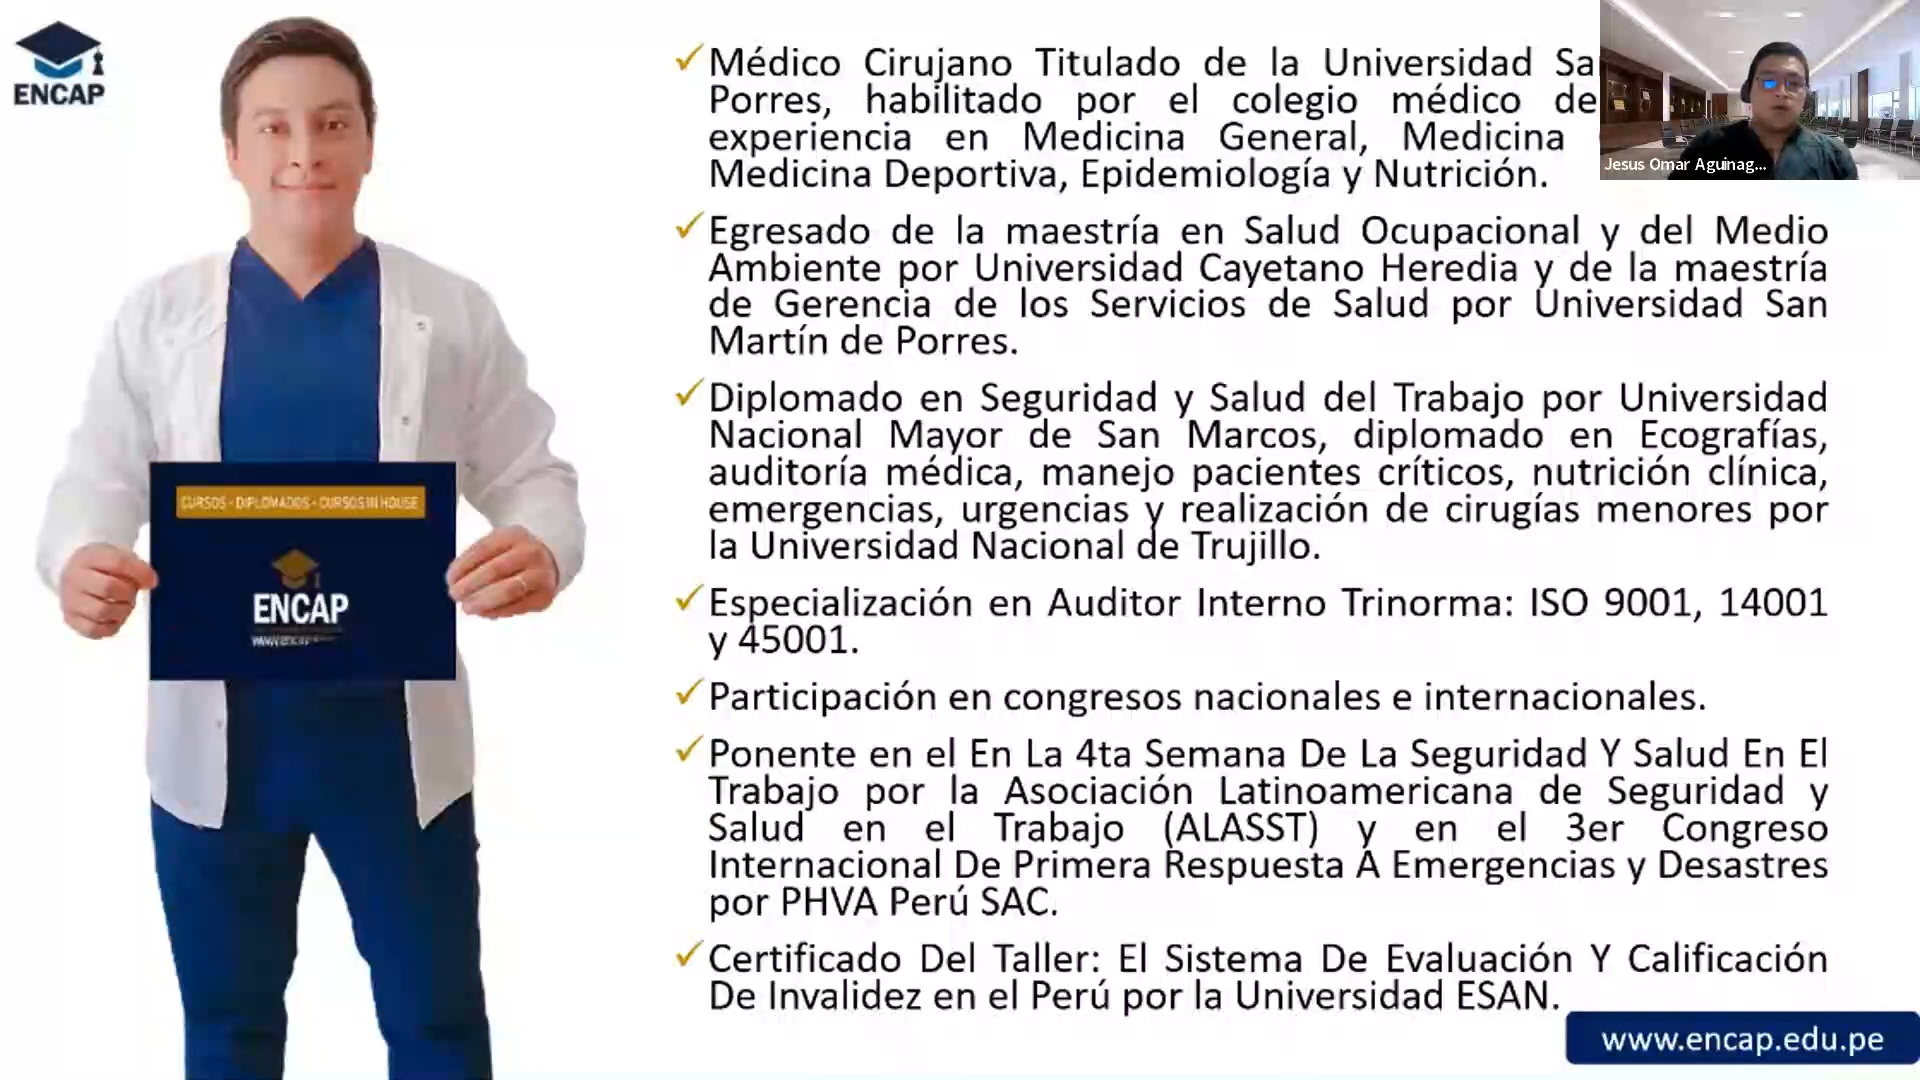 ENCAP
CURSOS - DIPLOMADOS - CURSOS IN HOUSE
ENCAP
Médico Cirujano Titulado de la Universidad
Porres, habilitado por el colegio médico de
experiencia en Medicina General, Medicina
Medicina Deportiva, Epidemiología y Nutrición.
Jesus Omar Aguinag...
Egresado de la maestría en Salud Ocupacional y del Medio
Ambiente por Universidad Cayetano Heredia y de la maestría
de Gerencia de los Servicios de Salud por Universidad San
Martín de Porres.
Diplomado en Seguridad y Salud del Trabajo por Universidad
Nacional Mayor de San Marcos, diplomado en Ecografías,
auditoría médica, manejo pacientes críticos, nutrición clínica,
emergencias, urgencias y realización de cirugías menores por
la Universidad Nacional de Trujillo.
Especialización en Auditor Interno Trinorma: ISO 9001, 14001
y 45001.
Participación en congresos nacionales e internacionales.
Ponente en el En La 4ta Semana De La Seguridad Y Salud En El
Trabajo por la Asociación Latinoamericana de Seguridad y
Salud en el Trabajo (ALASST) y en el 3er Congreso
Internacional De Primera Respuesta A Emergencias y Desastres
por PHVA Perú SAC.
Certificado Del Taller: El Sistema De Evaluación Y Calificación
De Invalidez en el Perú por la Universidad ESAN.
www.encap.edu.pe